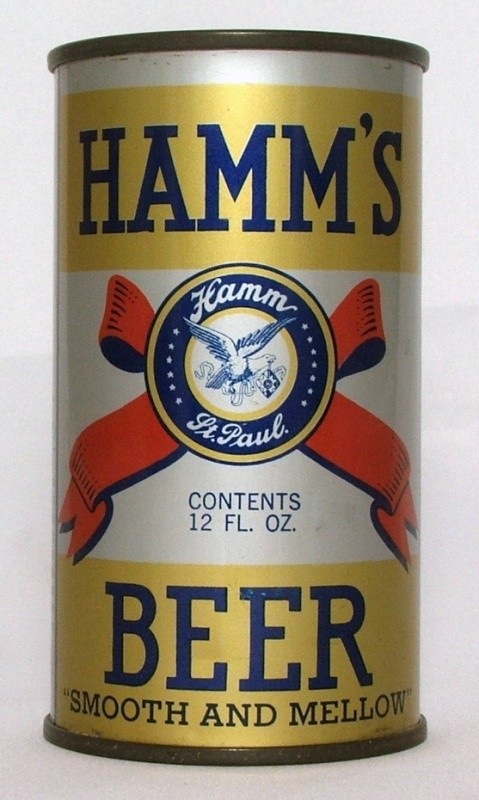 HAMM'S
Hamm
St. Paul.
CONTENTS
12 FL. OZ.
BEER
"SMOOTH AND MELLOW"